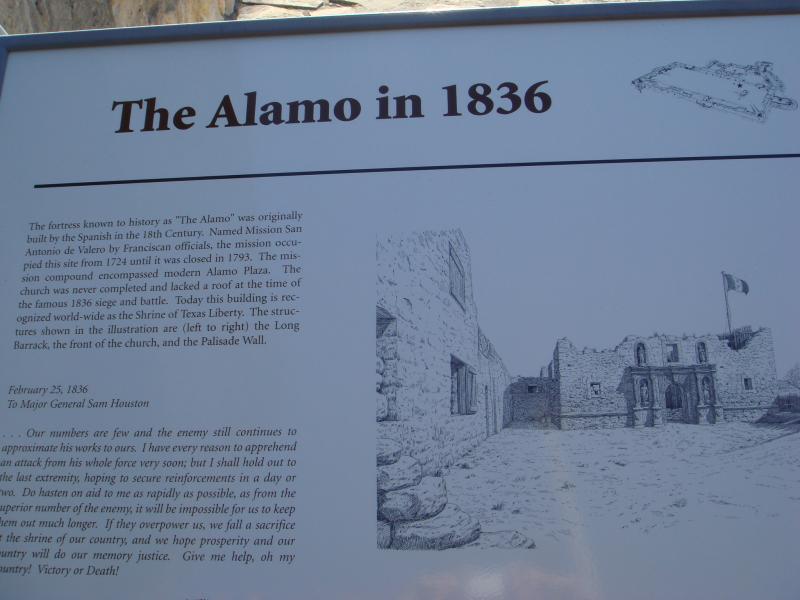 The Alamo in 1836
The fortress known to history as "The Alamo" was originally
built by the Spanish in the 18th Century. Named Mission San
Antonio de Valero by Franciscan officials, the mission occu-
pied this site from 1724 until it was closed in 1793. The mis-
sion compound encompassed modern Alamo Plaza. The
church was never completed and lacked a roof at the time of
the famous 1836 siege and battle. Today this building is rec-
ognized world-wide as the Shrine of Texas Liberty. The struc-
tures shown in the illustration are (left to right) the Long
Barrack, the front of the church, and the Palisade Wall.
February 25, 1836
To Major General Sam Houston
. . . Our numbers are few and the enemy still continues to
approximate his works to ours. I have every reason to apprehend
an attack from his whole force very soon; but I shall hold out to
the last extremity, hoping to secure reinforcements in a day or
two. Do hasten on aid to me as rapidly as possible, as from the
superior number of the enemy, it will be impossible for us to keep
them out much longer. If they overpower us, we fall a sacrifice
at the shrine of our country, and we hope prosperity and our
country will do our memory justice. Give me help, oh my
country! Victory or Death!